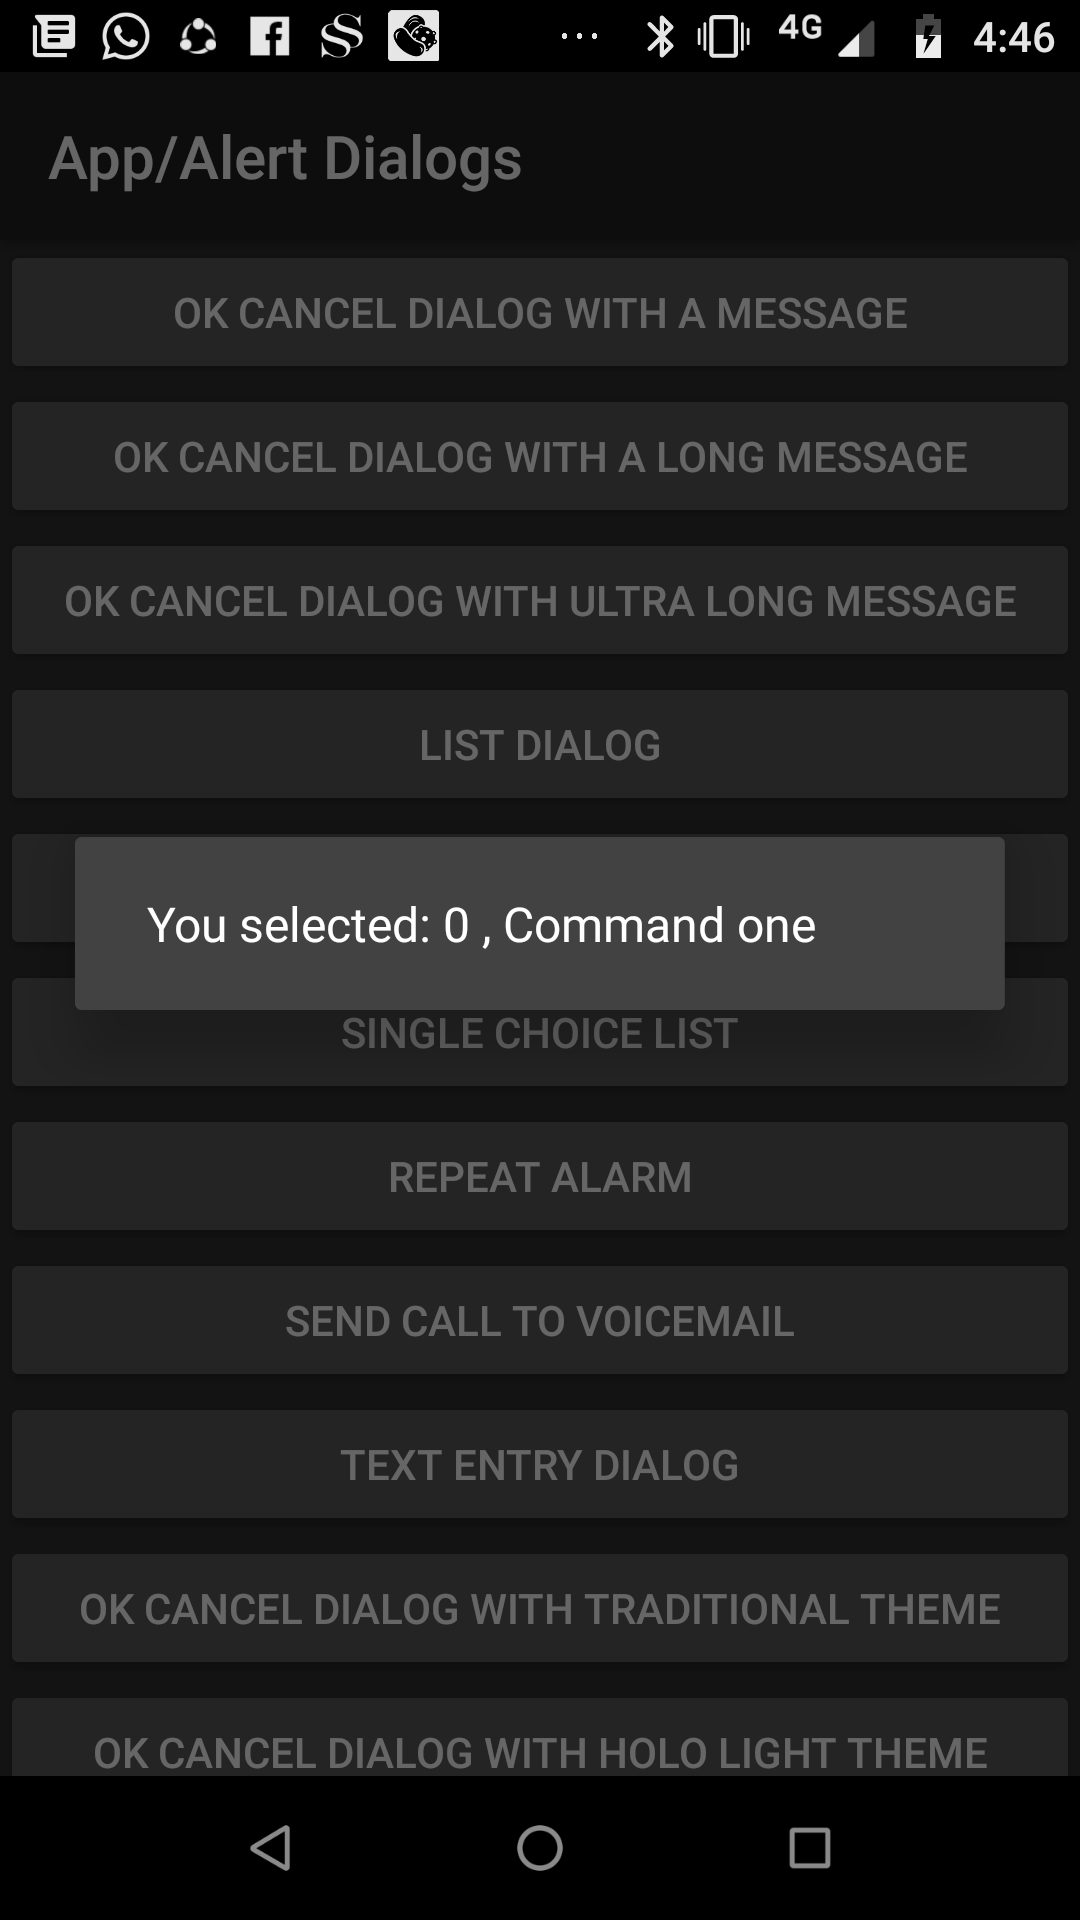 4G 4:46
App/Alert Dialogs
OK CANCEL DIALOG WITH A MESSAGE
OK CANCEL DIALOG WITH A LONG MESSAGE
OK CANCEL DIALOG WITH ULTRA LONG MESSAGE
LIST DIALOG
You selected: 0 , Command one
SINGLE CHOICE LIST
REPEAT ALARM
SEND CALL TO VOICEMAIL
TEXT ENTRY DIALOG
OK CANCEL DIALOG WITH TRADITIONAL THEME
OK CANCEL DIALOG WITH HOLO LIGHT THEME